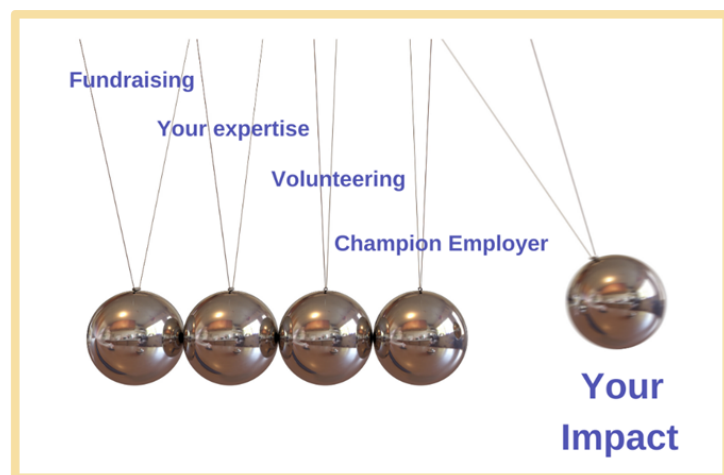 Fundraising
Your expertise
Volunteering
Champion Employer
Your
Impact